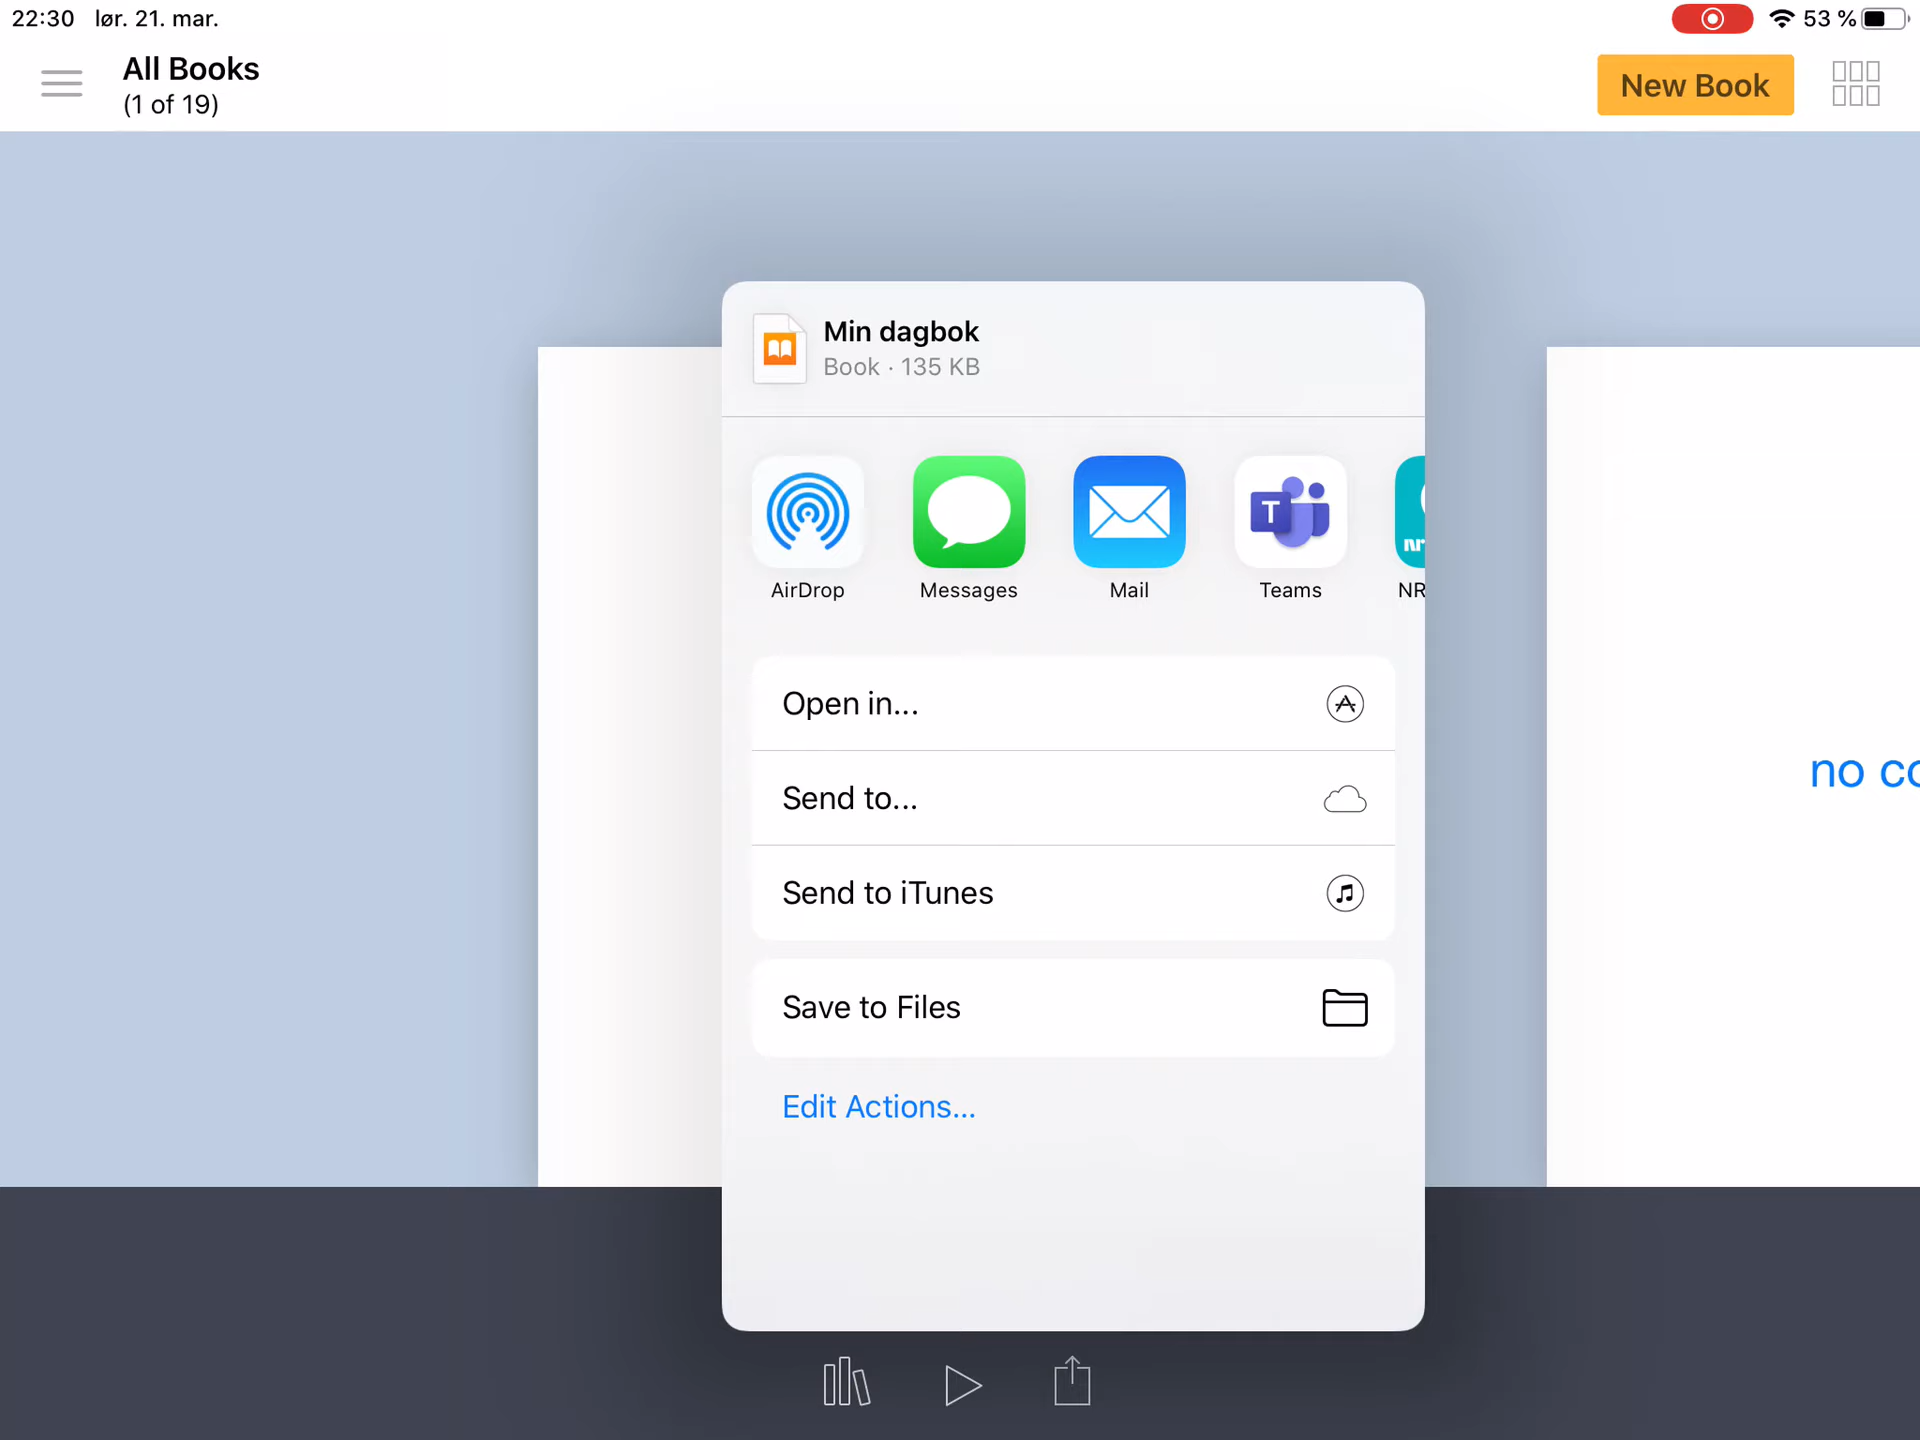 22:30 lør. 21. mar.
53 %
All Books
(1 of 19)
New Book
Min dagbok
Book · 135 KB
T
nr
AirDrop
Messages
Mail
Teams
NR
Open in...
Send to...
Send to iTunes
Save to Files
Edit Actions...
no co